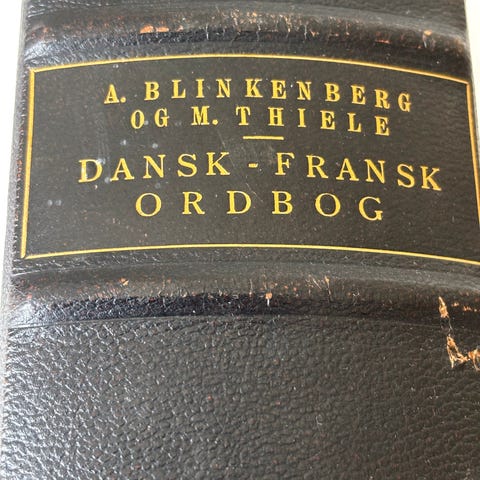 A. BLINKENBERG
OG M. THIELE
DANSK - FRANSK
ORDBOG